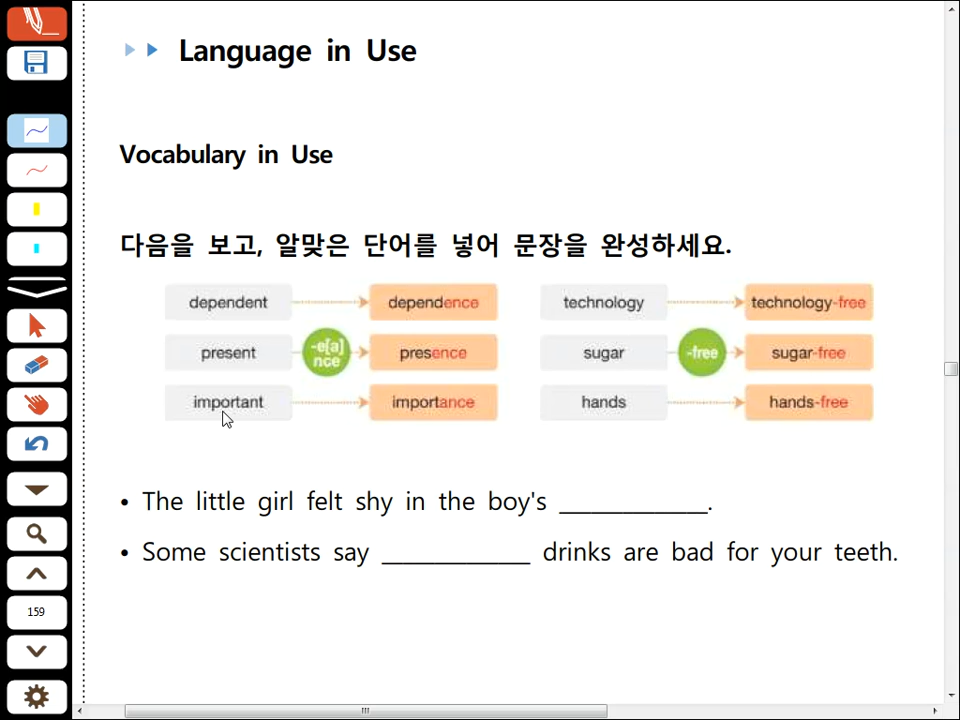 Language in Use
Vocabulary in Use
다음을 보고, 알맞은 단어를 넣어 문장을 완성하세요.
dependent dependence technology technology-free
present -e[a]nce presence sugar -free sugar-free
important importance hands hands-free
• The little girl felt shy in the boy's ____________.
• Some scientists say ____________ drinks are bad for your teeth.
159